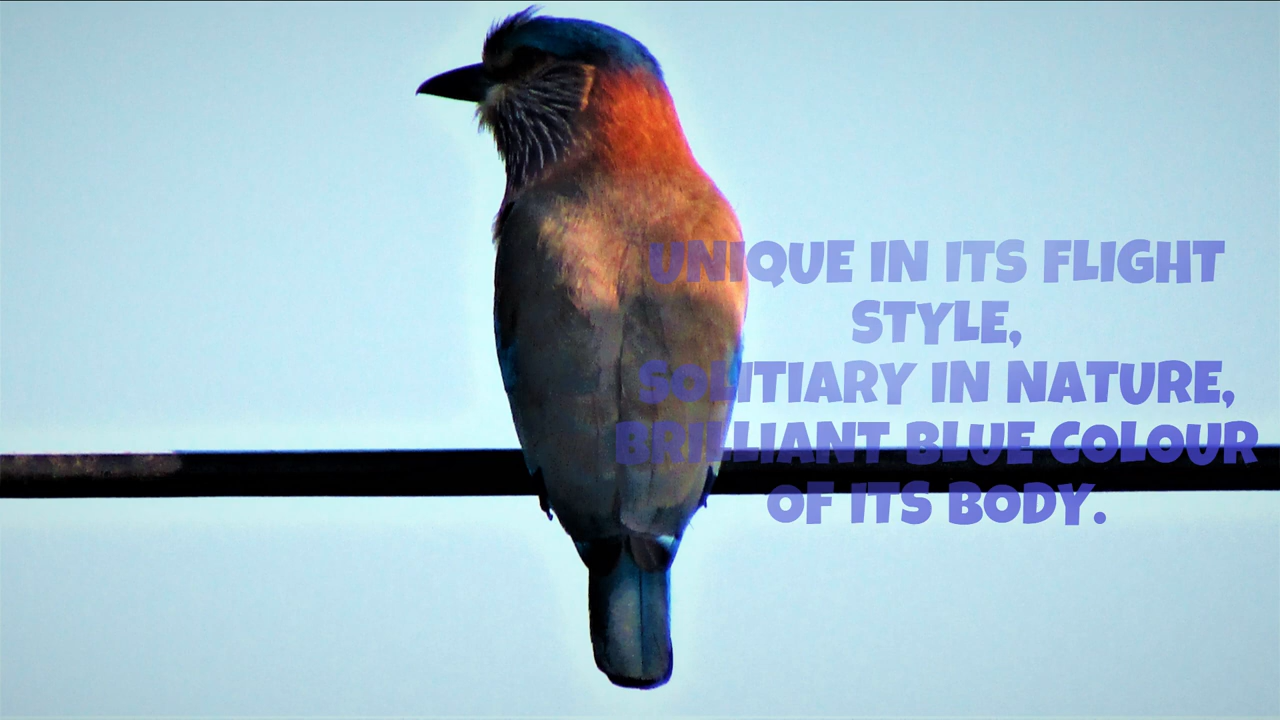 UNIQUE IN ITS FLIGHT
STYLE,
SOLITIARY IN NATURE,
BRILLIANT BLUE COLOUR
OF ITS BODY.